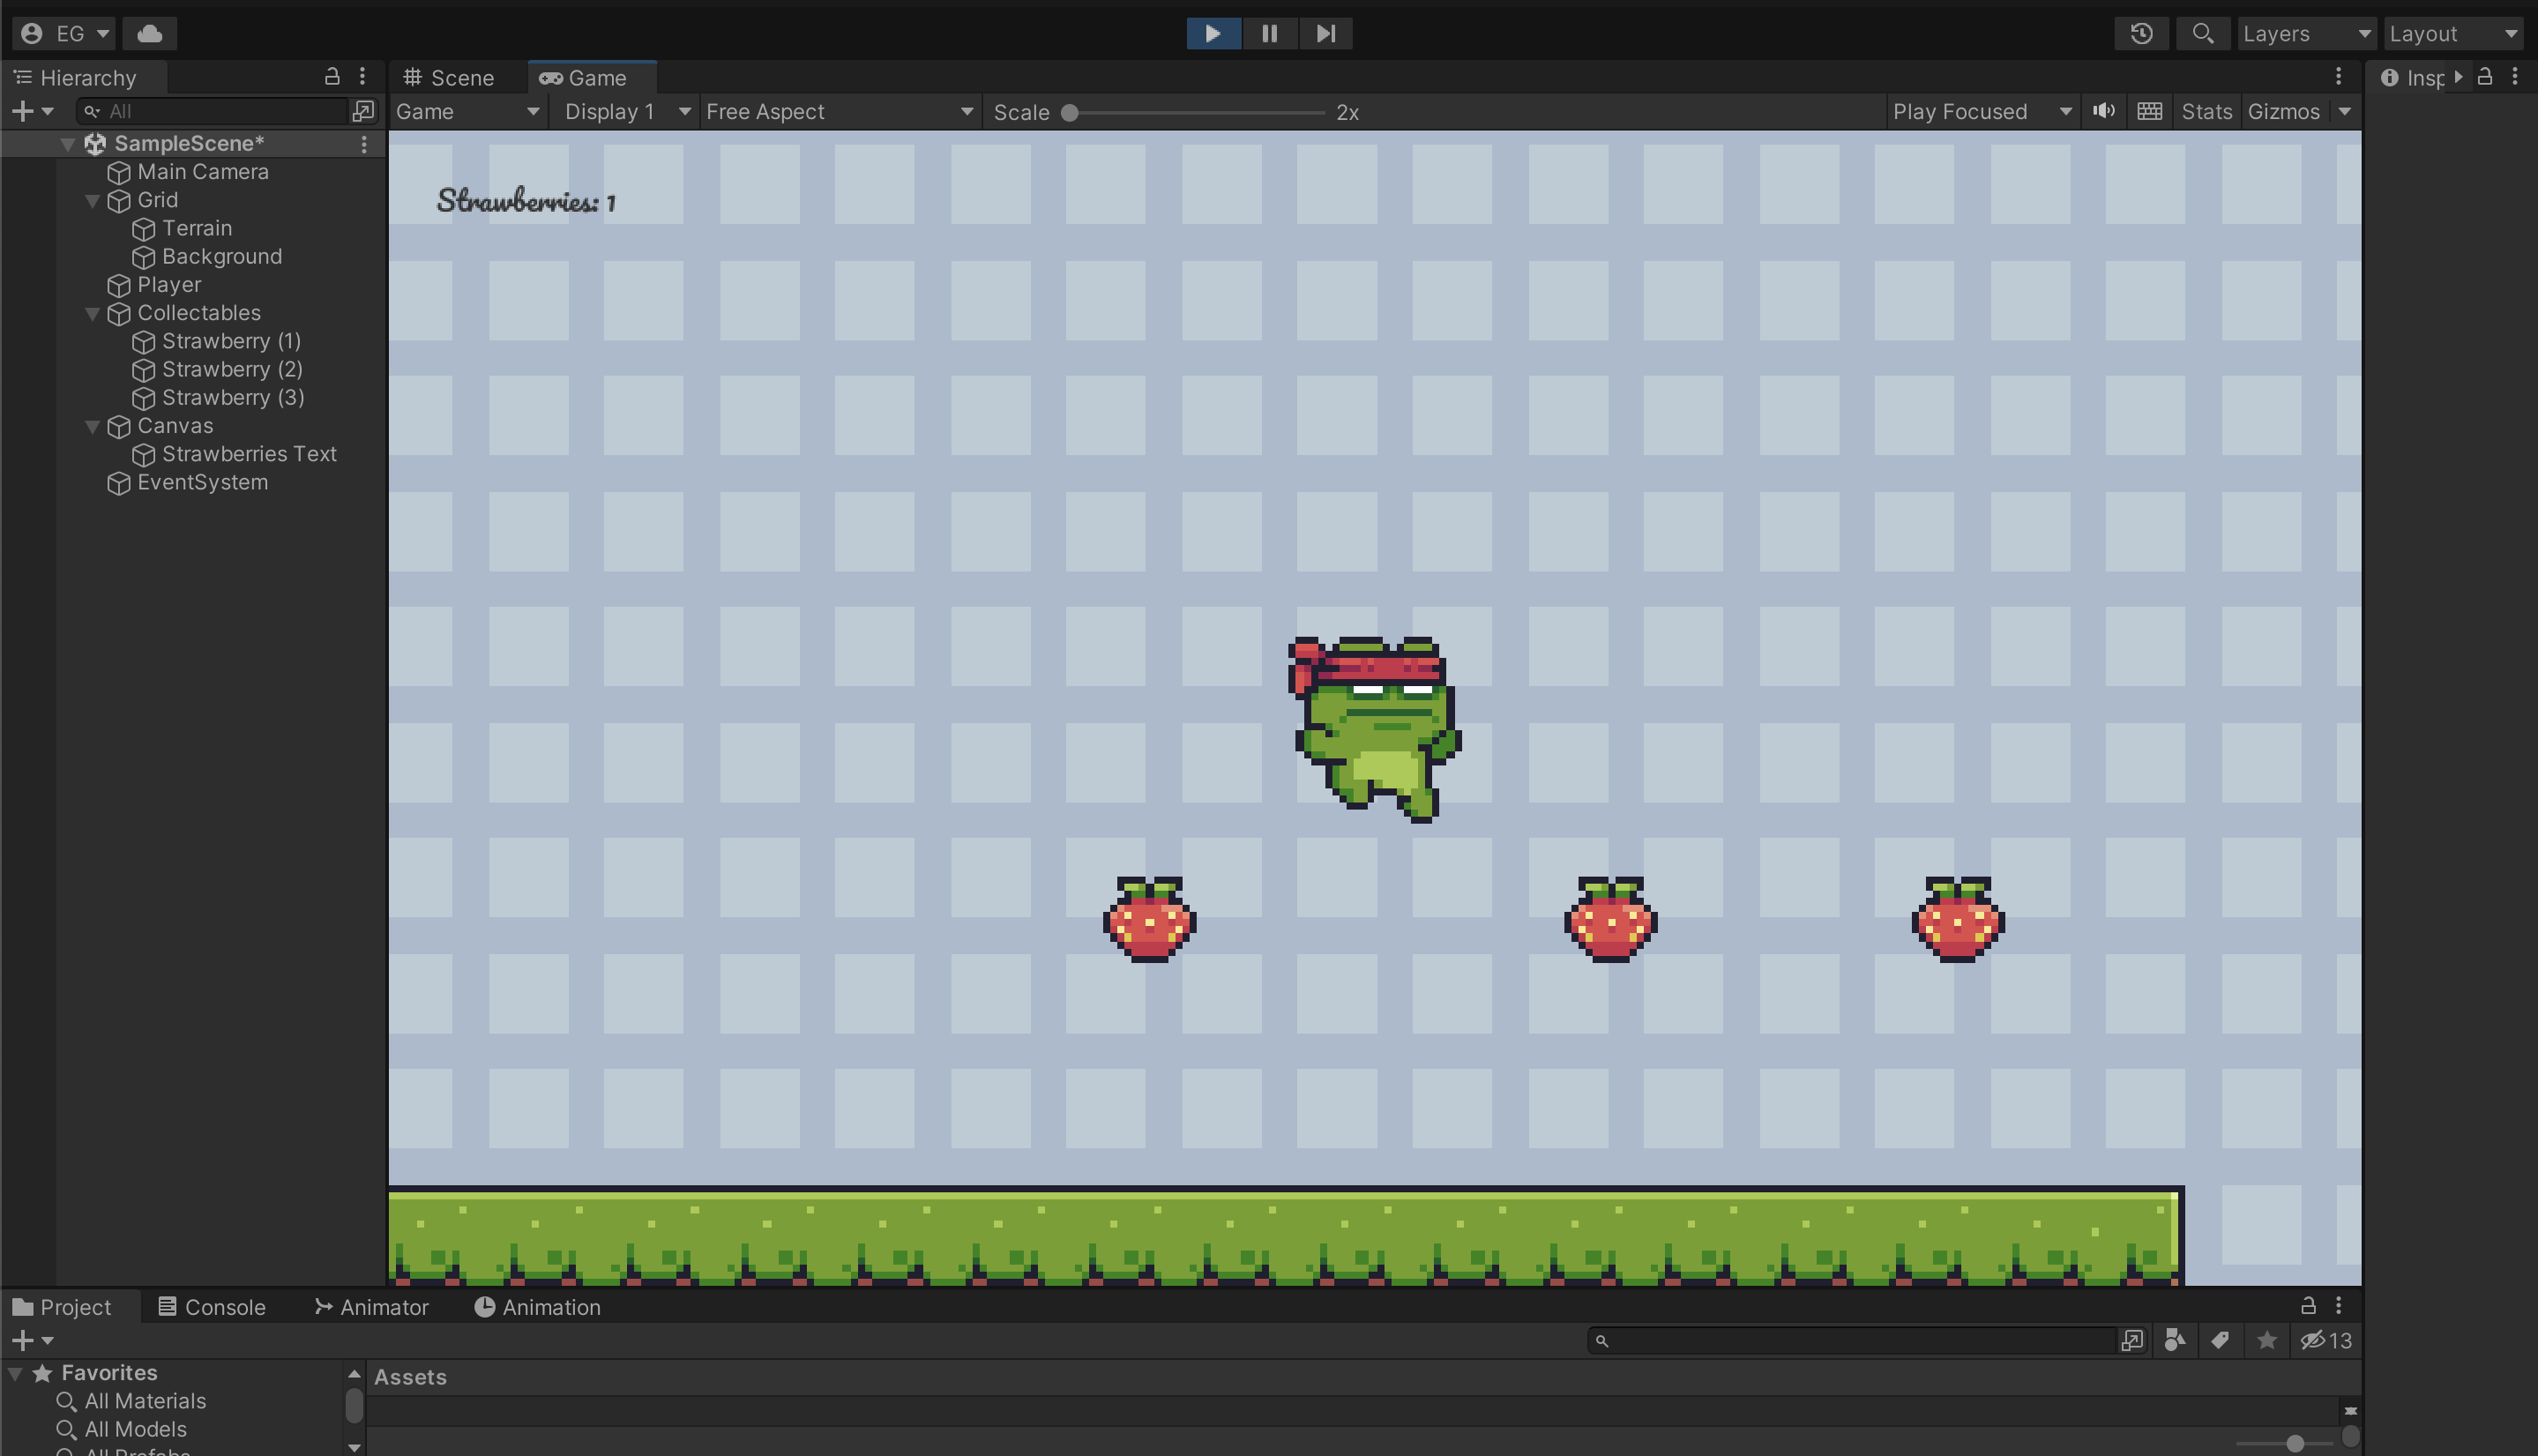 EG
Layers
Layout
Hierarchy
Scene
Game
Insp
All
Game
Display 1
Free Aspect
Scale
2x
Play Focused
Stats
Gizmos
SampleScene*
Main Camera
Grid
Terrain
Background
Player
Collectables
Strawberry (1)
Strawberry (2)
Strawberry (3)
Canvas
Strawberries Text
EventSystem
Strawberries: 1
Project
Console
Animator
Animation
13
Favorites
All Materials
All Models
All Prefabs
Assets